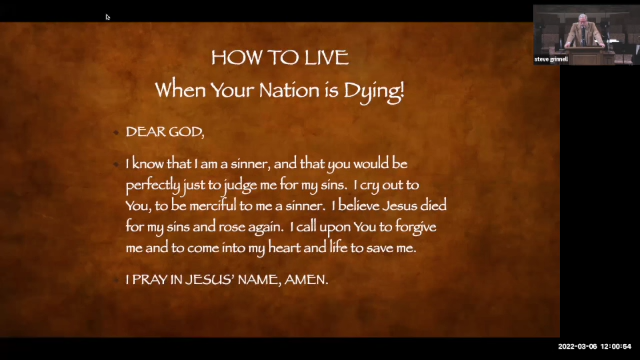 HOW TO LIVE
When Your Nation is Dying!
DEAR GOD,
I know that I am a sinner, and that you would be
perfectly just to judge me for my sins. I cry out to
You, to be merciful to me a sinner. I believe Jesus died
for my sins and rose again. I call upon You to forgive
me and to come into my heart and life to save me.
I PRAY IN JESUS' NAME, AMEN.
steve grinnell
2022-03-06 12:00:54